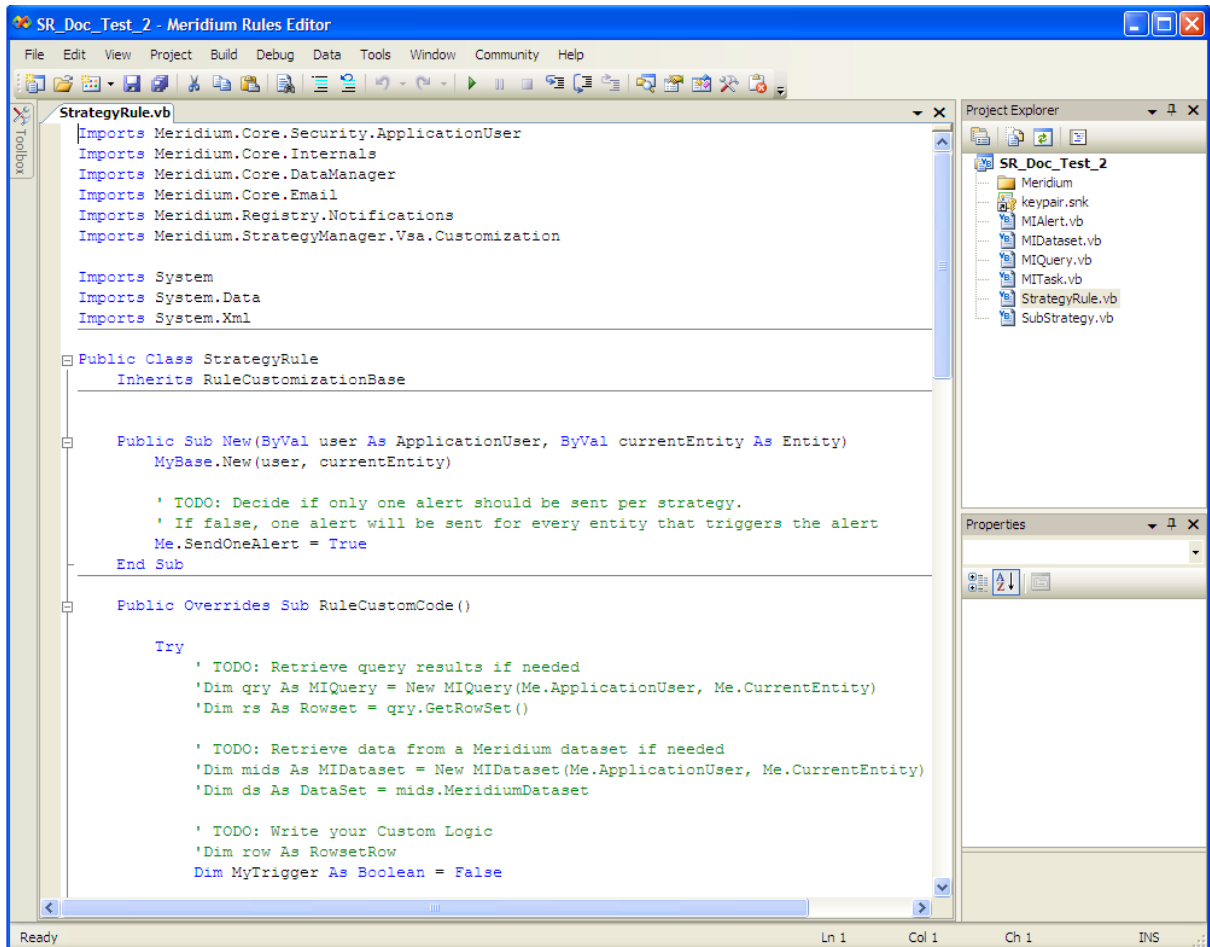 SR_Doc_Test_2 - Meridium Rules Editor
File Edit View Project Build Debug Data Tools Window Community Help
Toolbox
StrategyRule.vb
Imports Meridium.Core.Security.ApplicationUser
Imports Meridium.Core.Internals
Imports Meridium.Core.DataManager
Imports Meridium.Core.Email
Imports Meridium.Registry.Notifications
Imports Meridium.StrategyManager.Vsa.Customization
Imports System
Imports System.Data
Imports System.Xml
Public Class StrategyRule
Inherits RuleCustomizationBase
Public Sub New(ByVal user As ApplicationUser, ByVal currentEntity As Entity)
MyBase.New(user, currentEntity)
' TODO: Decide if only one alert should be sent per strategy.
' If false, one alert will be sent for every entity that triggers the alert
Me.SendOneAlert = True
End Sub
Public Overrides Sub RuleCustomCode()
Try
' TODO: Retrieve query results if needed
'Dim qry As MIQuery = New MIQuery(Me.ApplicationUser, Me.CurrentEntity)
'Dim rs As Rowset = qry.GetRowSet()
' TODO: Retrieve data from a Meridium dataset if needed
'Dim mids As MIDataset = New MIDataset(Me.ApplicationUser, Me.CurrentEntity)
'Dim ds As DataSet = mids.MeridiumDataset
' TODO: Write your Custom Logic
'Dim row As RowsetRow
Dim MyTrigger As Boolean = False
Project Explorer
SR_Doc_Test_2
Meridium
keypair.snk
MIAlert.vb
MIDataset.vb
MIQuery.vb
MITask.vb
StrategyRule.vb
SubStrategy.vb
Properties
Ready Ln 1 Col 1 Ch 1 INS